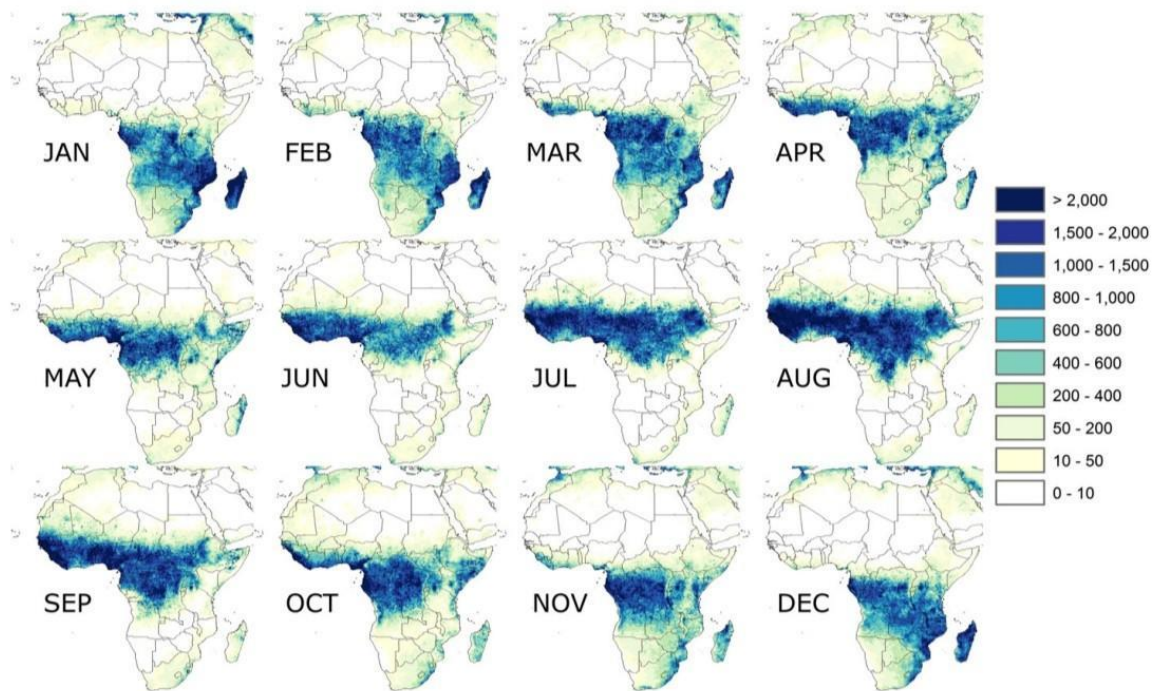 JAN
FEB
MAR
APR
MAY
JUN
JUL
AUG
SEP
OCT
NOV
DEC
> 2,000
1,500 - 2,000
1,000 - 1,500
800 - 1,000
600 - 800
400 - 600
200 - 400
50 - 200
10 - 50
0 - 10